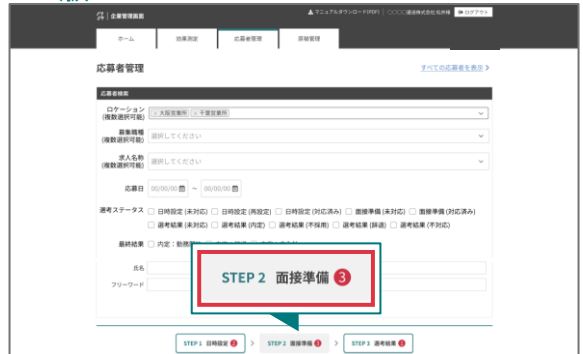 企業管理画面
マニュアルダウンロード(PDF)
ログアウト
ホーム
効果測定
応募者管理
原稿管理
応募者管理
すべての応募者を表示
応募者検索
ロケーション
(複数選択可能)
× 大阪営業所 × 千葉営業所
募集職種
(複数選択可能)
選択してください
求人名称
(複数選択可能)
選択してください
応募日
00/00/00 ~ 00/00/00
選考ステータス
日時設定 (未対応) 日時設定 (再設定) 日時設定 (対応済み) 面接準備 (未対応) 面接準備 (対応済み)
選考結果 (未対応) 選考結果 (内定) 選考結果 (不採用) 選考結果 (辞退) 選考結果 (不対応)
最終結果
内定:勤務
氏名
フリーワード
STEP 2 面接準備 3
STEP 1 日時設定
> STEP 2 面接準備 3 >
STEP 3 選考結果